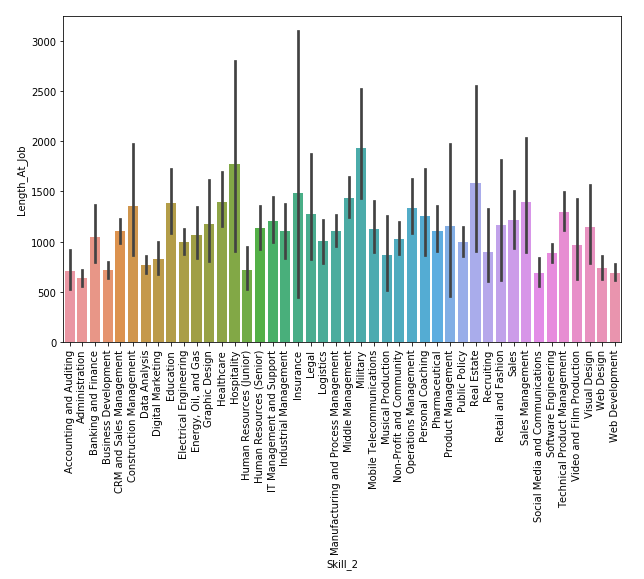 3000
2500
2000
1500
1000
500
0
Length_At_Job
Accounting and Auditing
Administration
Banking and Finance
Business Development
CRM and Sales Management
Construction Management
Data Analysis
Digital Marketing
Education
Electrical Engineering
Energy, Oil, and Gas
Graphic Design
Healthcare
Hospitality
Human Resources (Junior)
Human Resources (Senior)
IT Management and Support
Industrial Management
Insurance
Legal
Logistics
Manufacturing and Process Management
Middle Management
Military
Mobile Telecommunications
Musical Production
Non-Profit and Community
Operations Management
Personal Coaching
Pharmaceutical
Product Management
Public Policy
Real Estate
Recruiting
Retail and Fashion
Sales
Sales Management
Social Media and Communications
Software Engineering
Technical Product Management
Video and Film Production
Visual Design
Web Design
Web Development
Skill_2